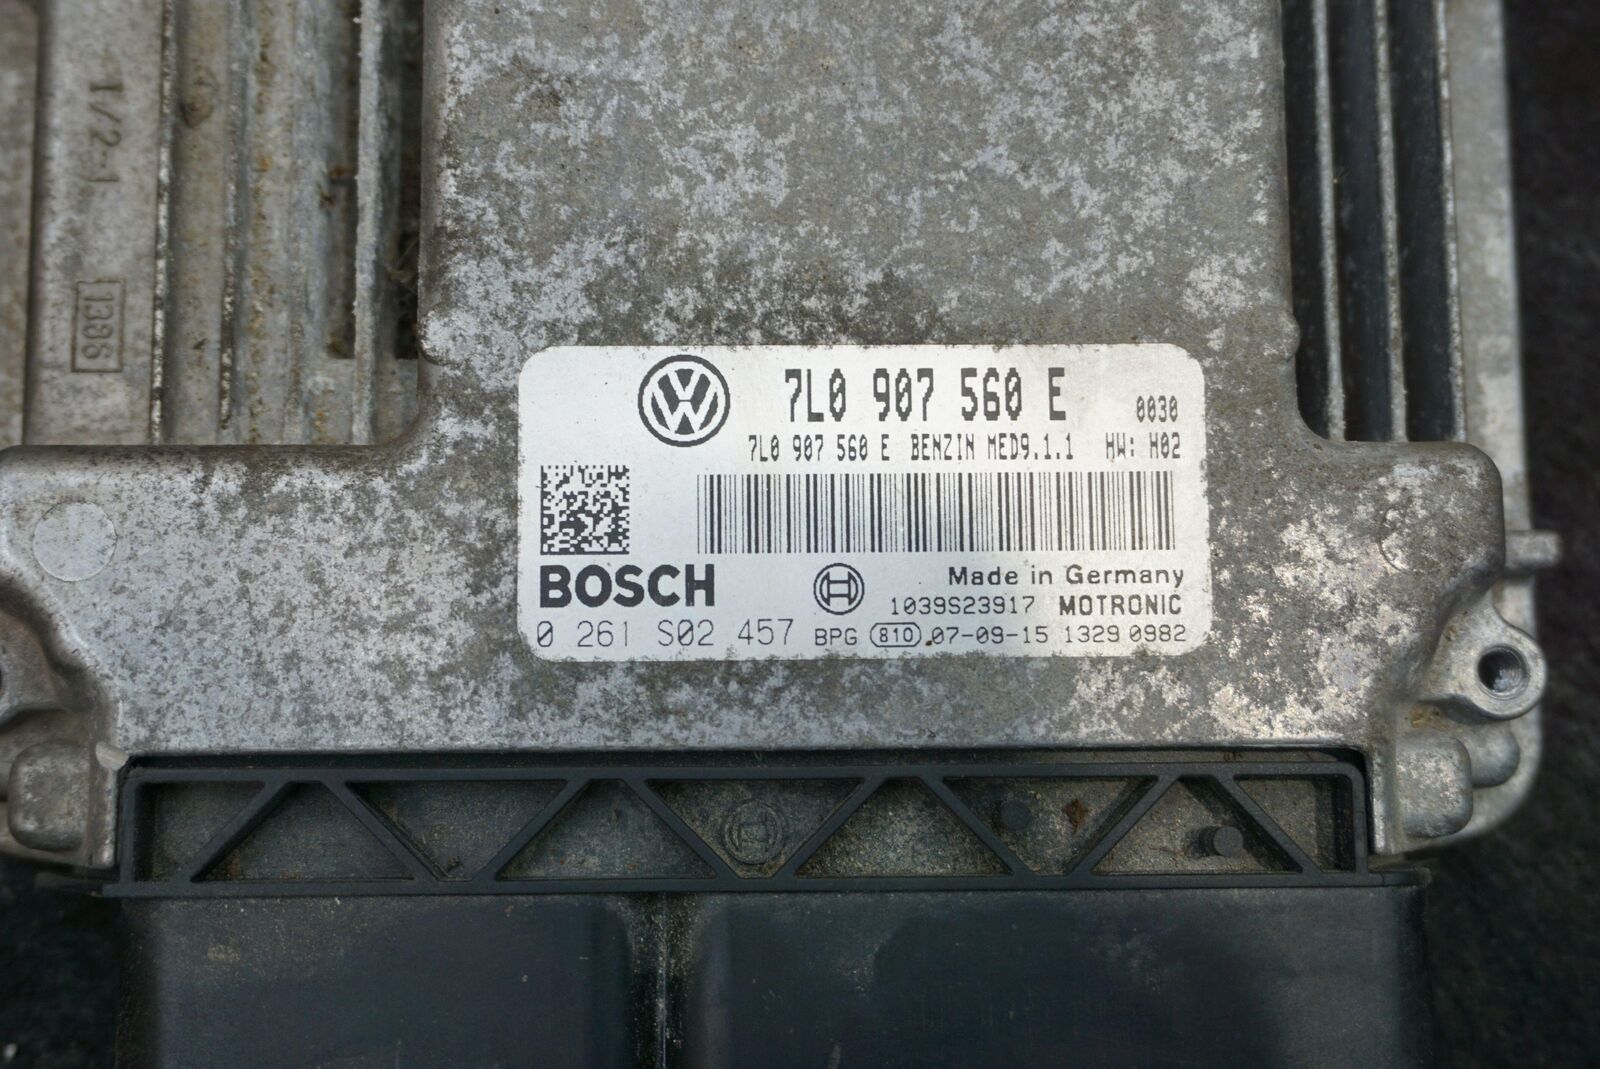 1/2-1
1386
7L0 907 560 E 0030
7L0 907 560 E BENZIN MED9.1.1 HW: H02
BOSCH
Made in Germany
1039S23917 MOTRONIC
0 261 S02 457 BPG 810 07-09-15 1329 0982